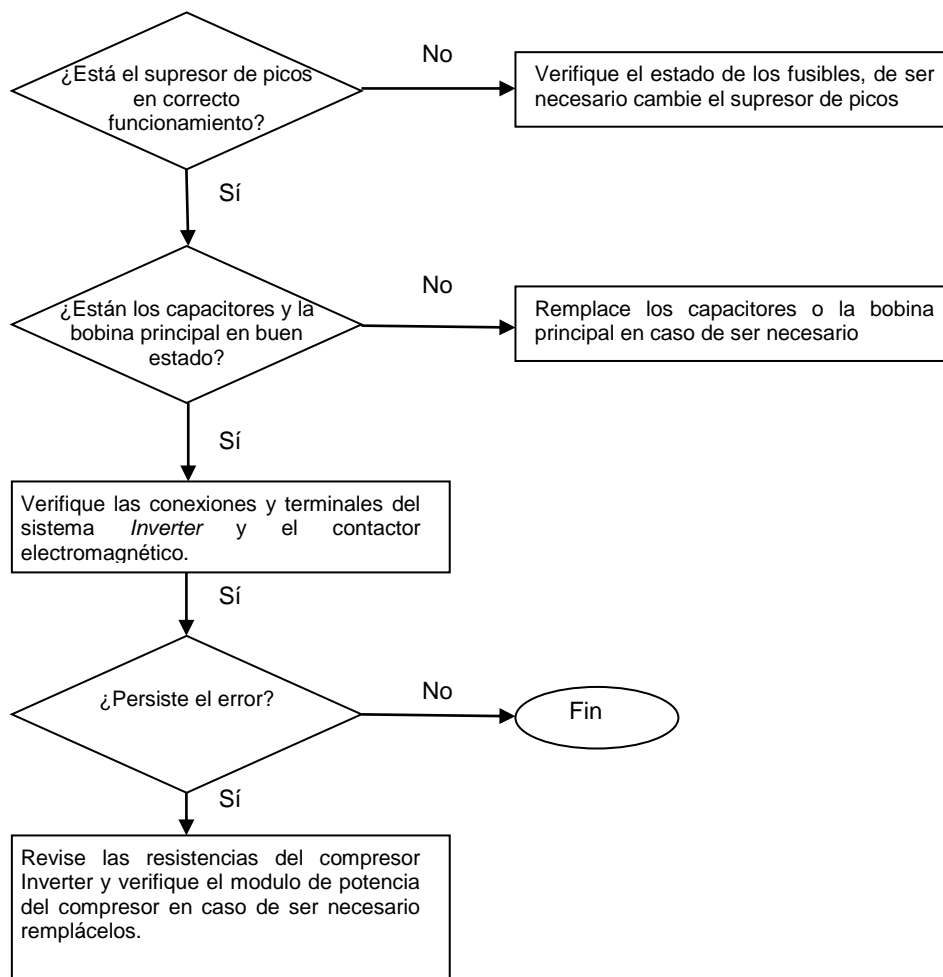 ¿Está el supresor de picos
en correcto
funcionamiento?
No
Verifique el estado de los fusibles, de ser
necesario cambie el supresor de picos
Sí
¿Están los capacitores y la
bobina principal en buen
estado?
No
Remplace los capacitores o la bobina
principal en caso de ser necesario
Sí
Verifique las conexiones y terminales del
sistema Inverter y el contactor
electromagnético.
Sí
¿Persiste el error?
No
Fin
Sí
Revise las resistencias del compresor
Inverter y verifique el modulo de potencia
del compresor en caso de ser necesario
remplácelos.